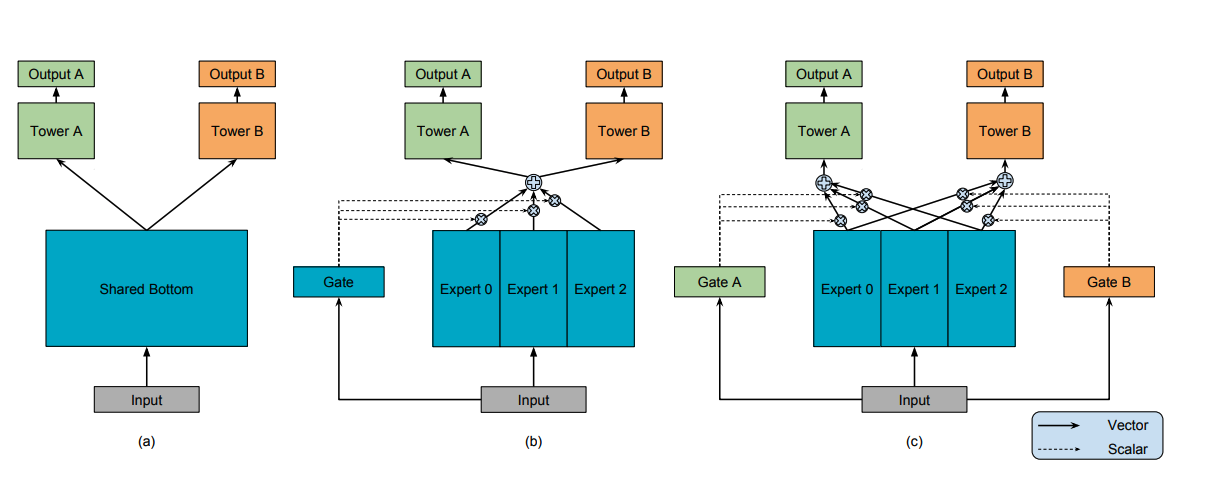 Output A
Output B
Tower A
Tower B
Shared Bottom
Input
(a)
Output A
Output B
Tower A
Tower B
Gate
Expert 0
Expert 1
Expert 2
Input
(b)
Output A
Output B
Tower A
Tower B
Gate A
Expert 0
Expert 1
Expert 2
Gate B
Input
(c)
Vector
Scalar